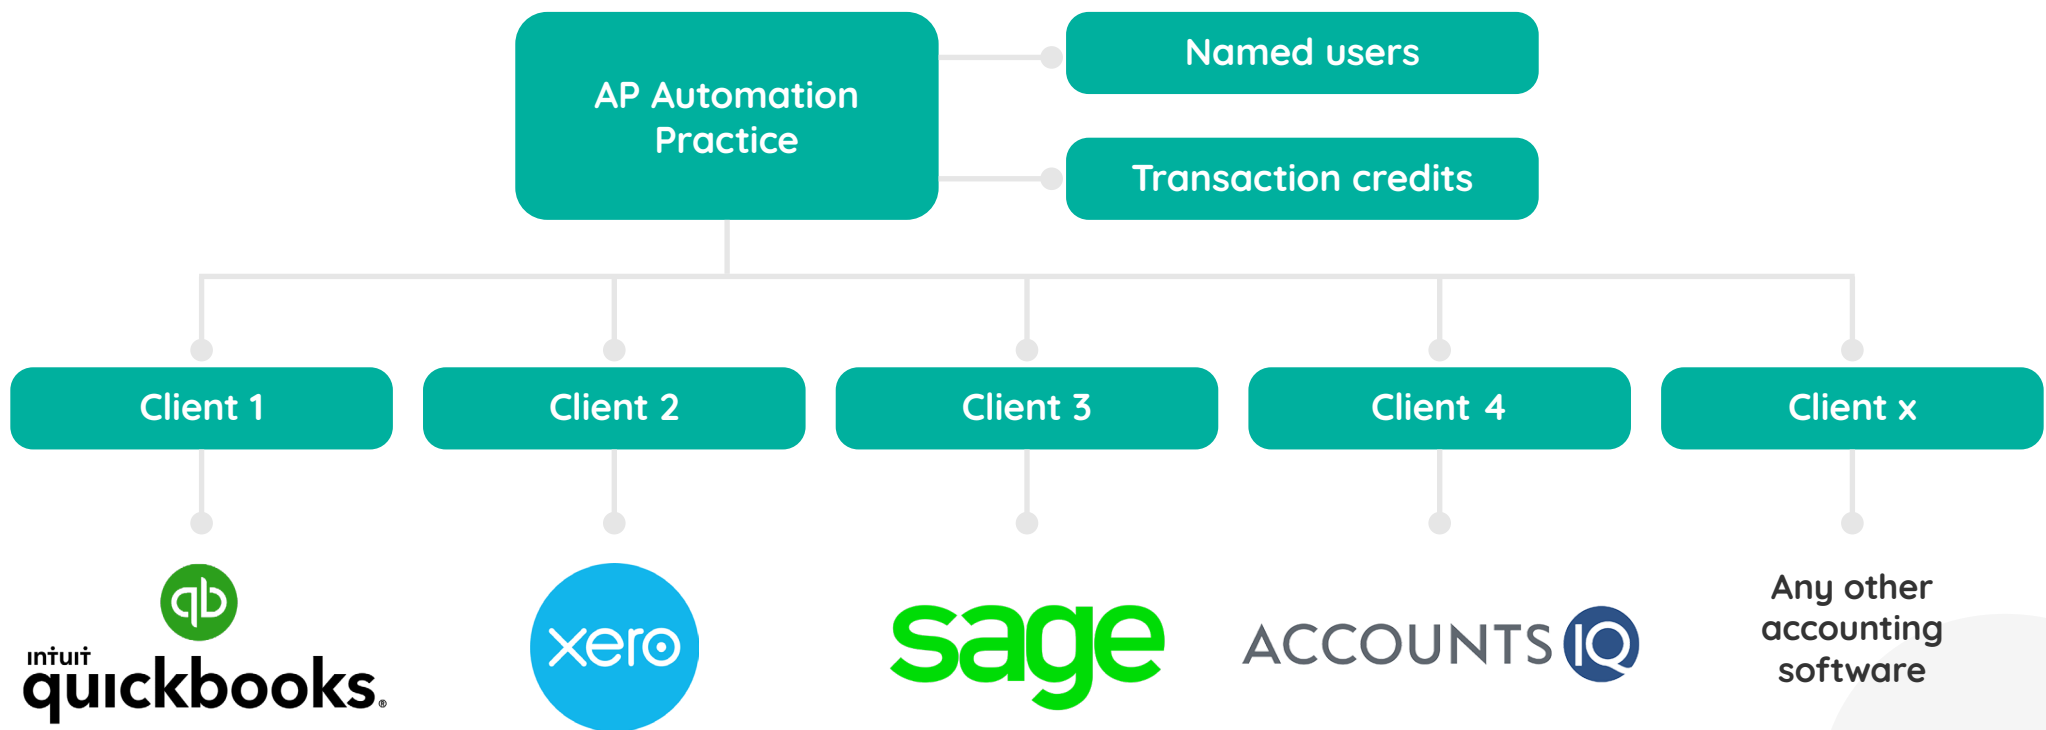 AP Automation
Practice
Named users
Transaction credits
Client 1
Client 2
Client 3
Client 4
Client x
qb
intuit
quickbooks®
xero
sage
ACCOUNTS IQ
Any other
accounting
software